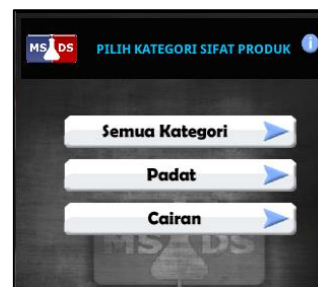 MS DS PILIH KATEGORI SIFAT PRODUK i
Semua Kategori
Padat
Cairan
MS DS